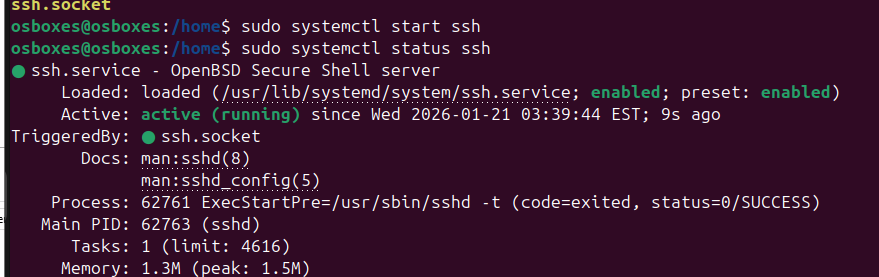 ssh.socket
osboxes@osboxes:/home$ sudo systemctl start ssh
osboxes@osboxes:/home$ sudo systemctl status ssh
● ssh.service - OpenBSD Secure Shell server
Loaded: loaded (/usr/lib/systemd/system/ssh.service; enabled; preset: enabled)
Active: active (running) since Wed 2026-01-21 03:39:44 EST; 9s ago
TriggeredBy: ● ssh.socket
Docs: man:sshd(8)
man:sshd_config(5)
Process: 62761 ExecStartPre=/usr/sbin/sshd -t (code=exited, status=0/SUCCESS)
Main PID: 62763 (sshd)
Tasks: 1 (limit: 4616)
Memory: 1.3M (peak: 1.5M)